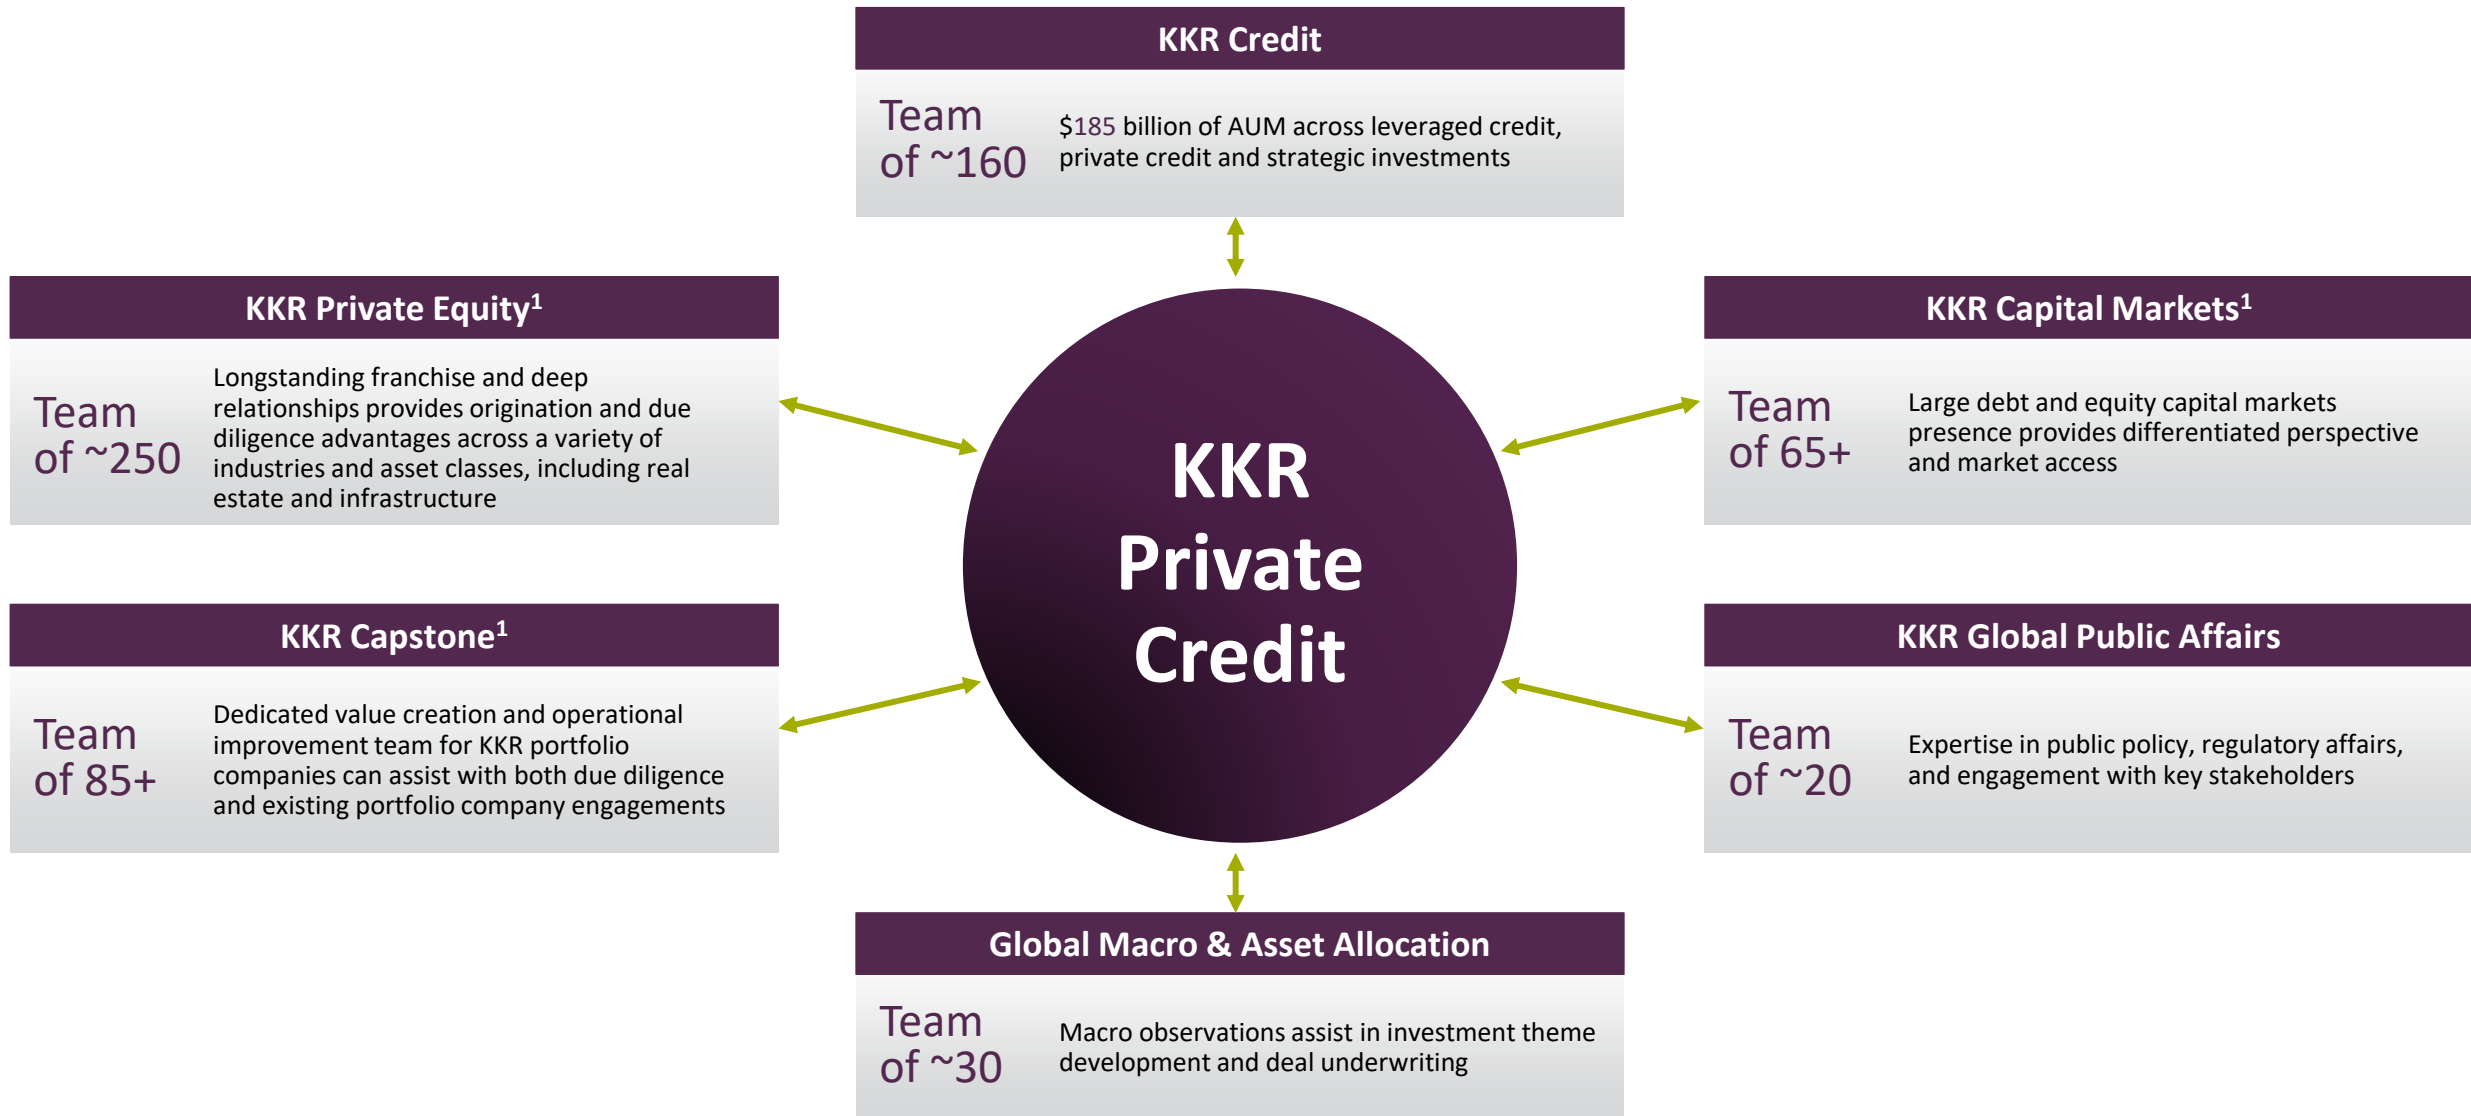 KKR Credit
Team
of ~160
$185 billion of AUM across leveraged credit,
private credit and strategic investments
KKR Private Equity1
Team
of ~250
Longstanding franchise and deep
relationships provides origination and due
diligence advantages across a variety of
industries and asset classes, including real
estate and infrastructure
KKR Capital Markets1
Team
of 65+
Large debt and equity capital markets
presence provides differentiated perspective
and market access
KKR
Private
Credit
KKR Capstone1
Team
of 85+
Dedicated value creation and operational
improvement team for KKR portfolio
companies can assist with both due diligence
and existing portfolio company engagements
KKR Global Public Affairs
Team
of ~20
Expertise in public policy, regulatory affairs,
and engagement with key stakeholders
Global Macro & Asset Allocation
Team
of ~30
Macro observations assist in investment theme
development and deal underwriting